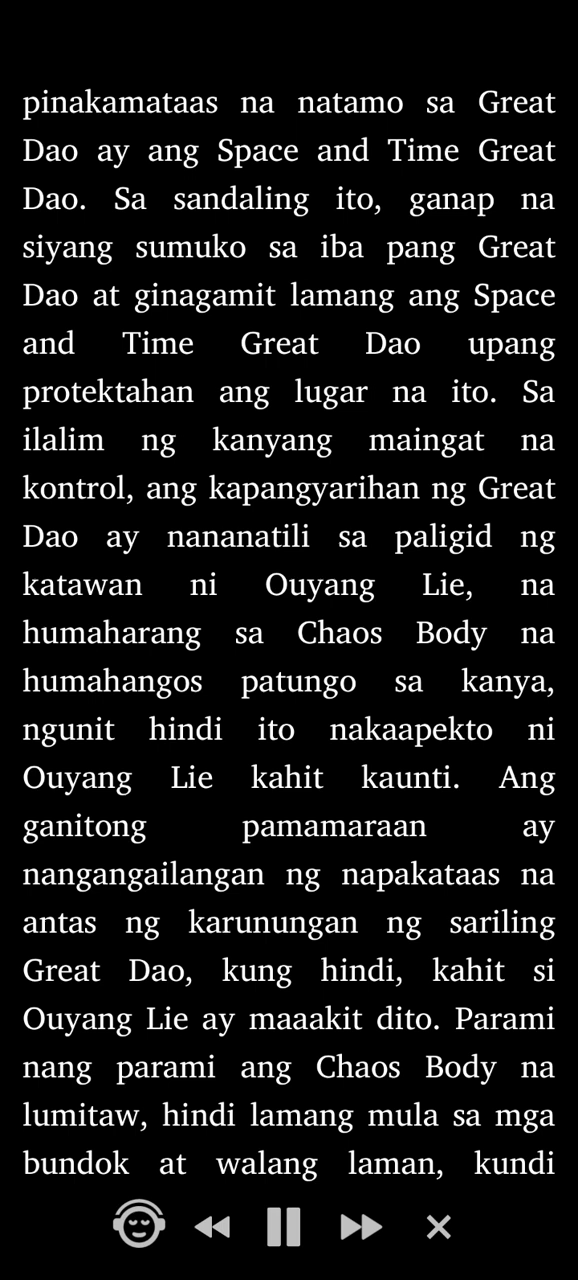 pinakamataas na natamo sa Great
Dao ay ang Space and Time Great
Dao. Sa sandaling ito, ganap na
siyang sumuko sa iba pang Great
Dao at ginagamit lamang ang Space
and Time Great Dao upang
protektahan ang lugar na ito. Sa
ilalim ng kanyang maingat na
kontrol, ang kapangyarihan ng Great
Dao ay nananatili sa paligid ng
katawan ni Ouyang Lie, na
humaharang sa Chaos Body na
humahangos patungo sa kanya,
ngunit hindi ito nakaapekto ni
Ouyang Lie kahit kaunti. Ang
ganitong pamamaraan ay
nangangailangan ng napakataas na
antas ng karunungan ng sariling
Great Dao, kung hindi, kahit si
Ouyang Lie ay maaakit dito. Parami
nang parami ang Chaos Body na
lumitaw, hindi lamang mula sa mga
bundok at walang laman, kundi